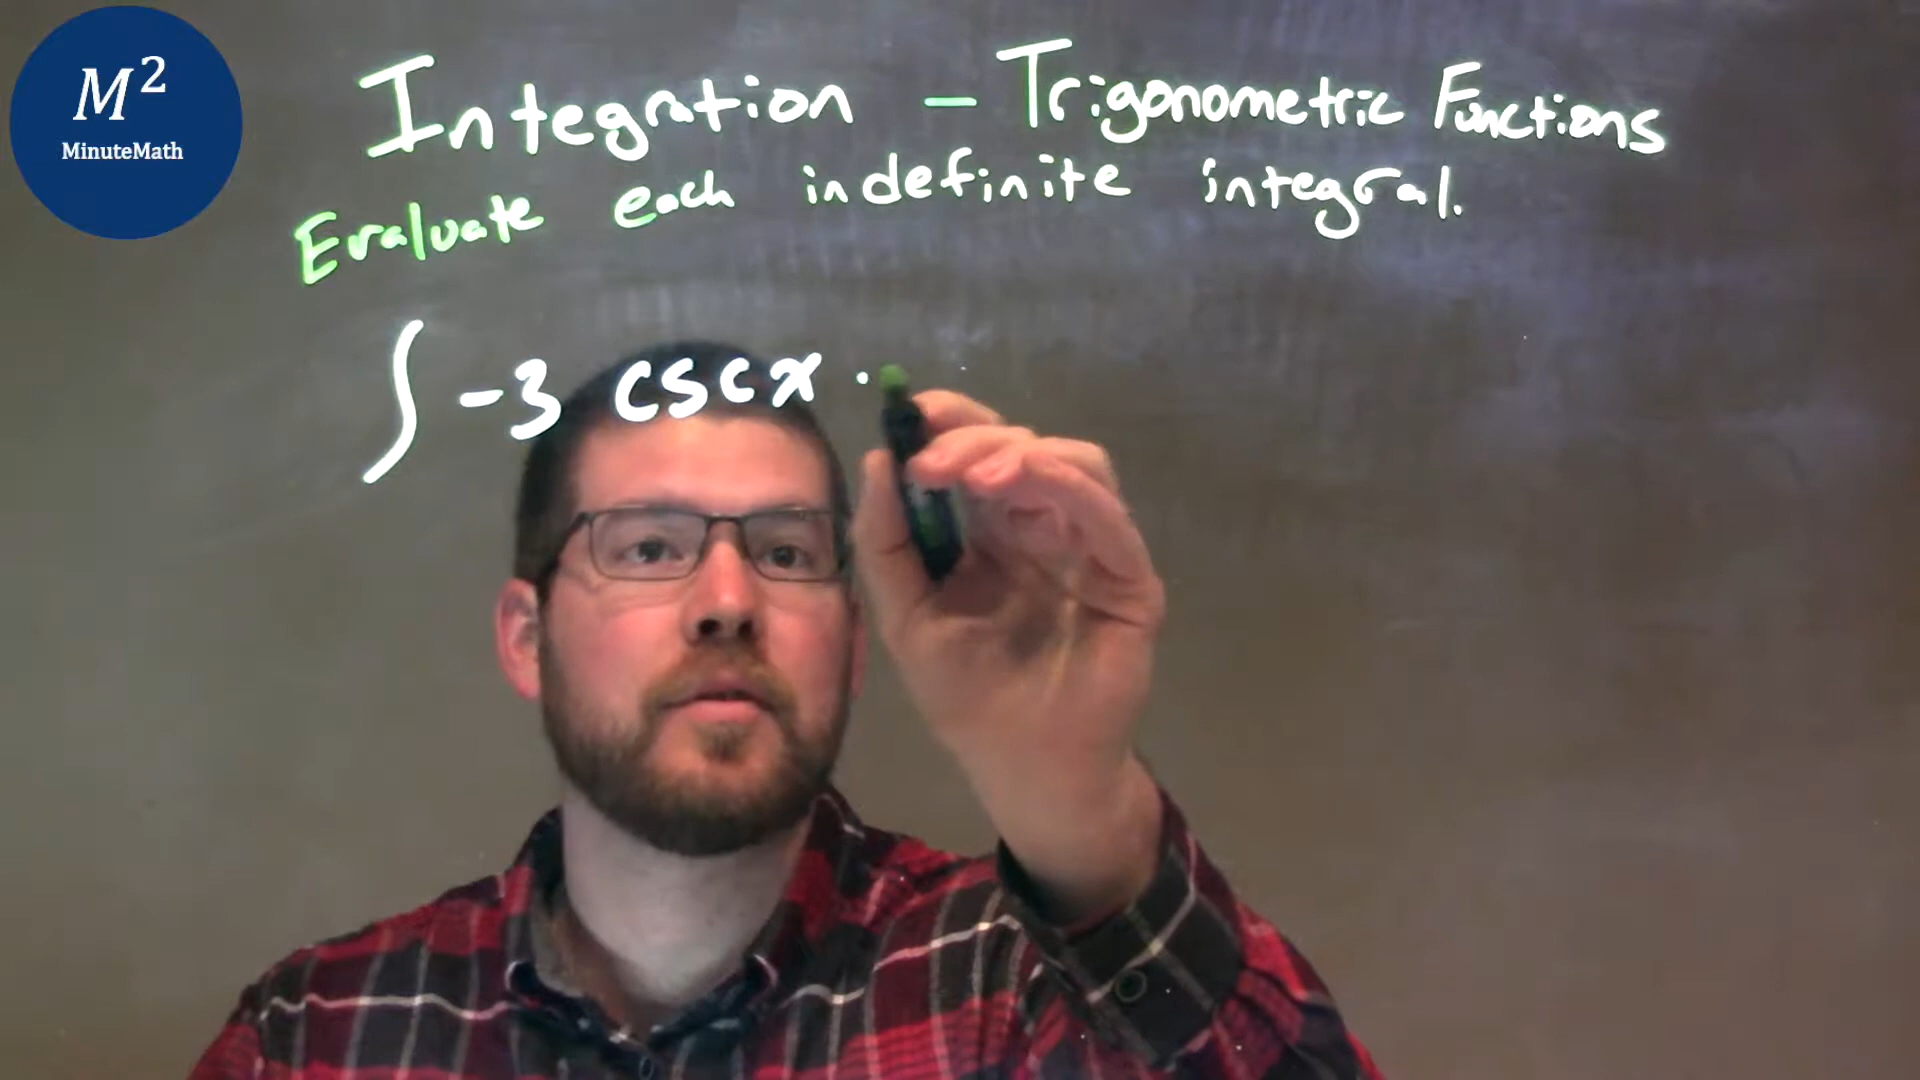 M²
MinuteMath
Integration - Trigonometric Functions
Evaluate each indefinite integral.
∫ -3 cscx ·